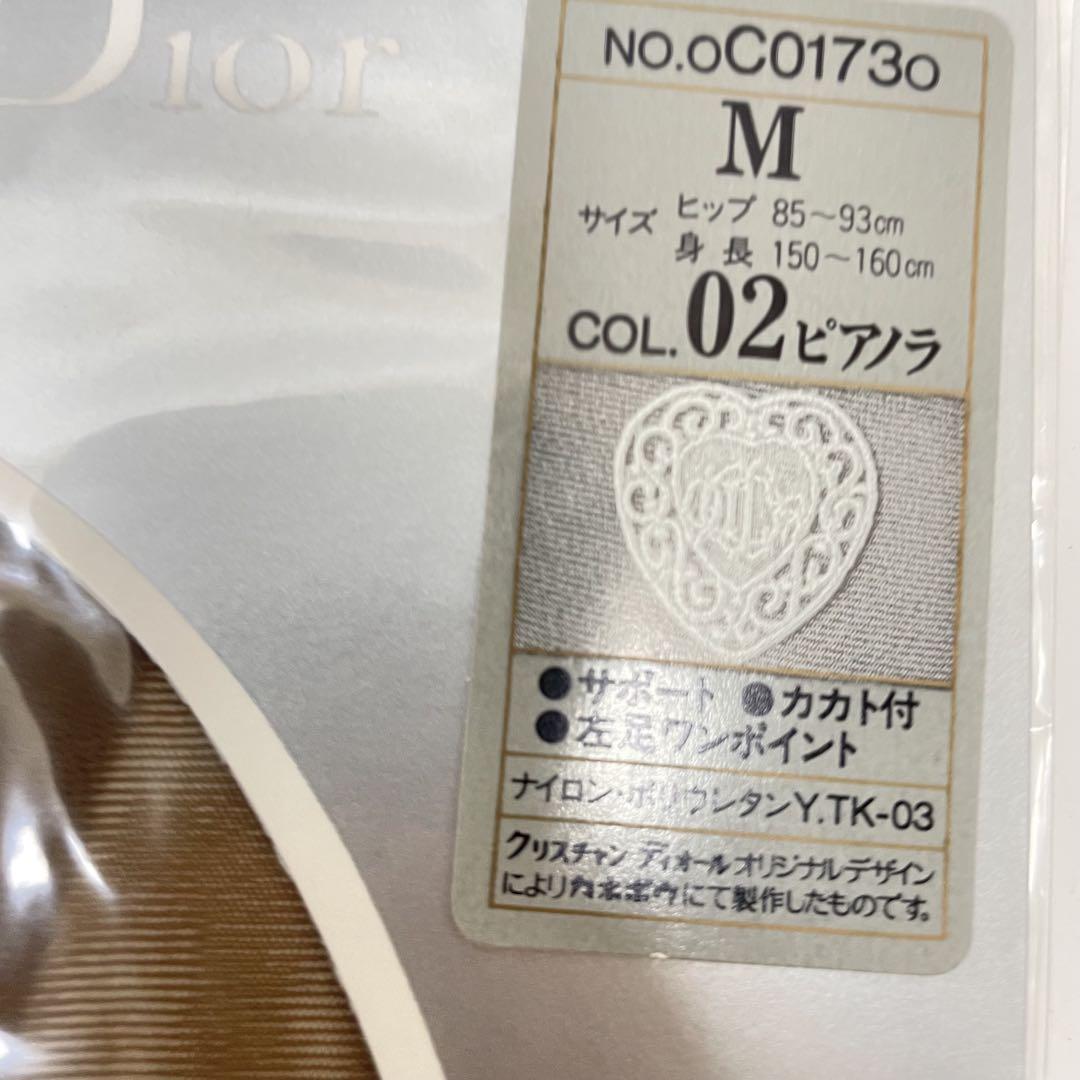 Dior
NO.OC0173O
M
サイズ ヒップ 85～93cm
身長 150～160cm
COL. 02ピアノラ
●サポート ●カカト付
●左足ワンポイント
ナイロン・ポリウレタンY.TK-03
クリスチャン ディオールオリジナルデザイン
によりカネボウにて製作したものです。